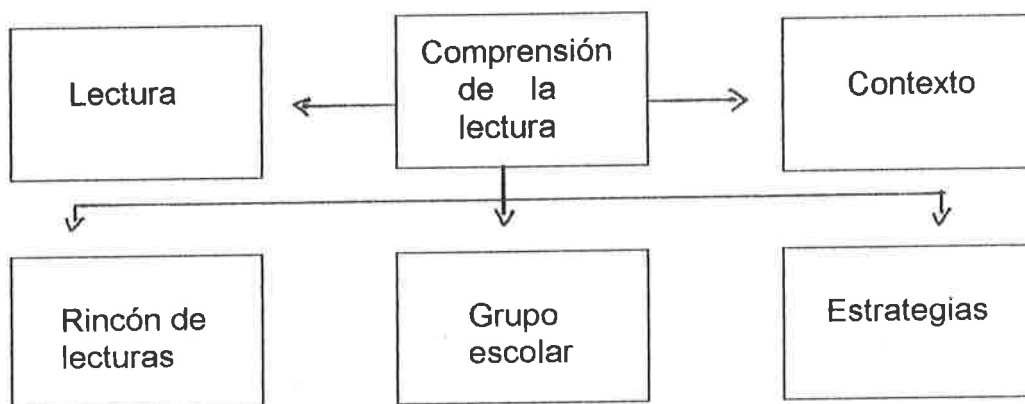 Lectura
Comprensión
de la
lectura
Contexto
Rincón de
lecturas
Grupo
escolar
Estrategias